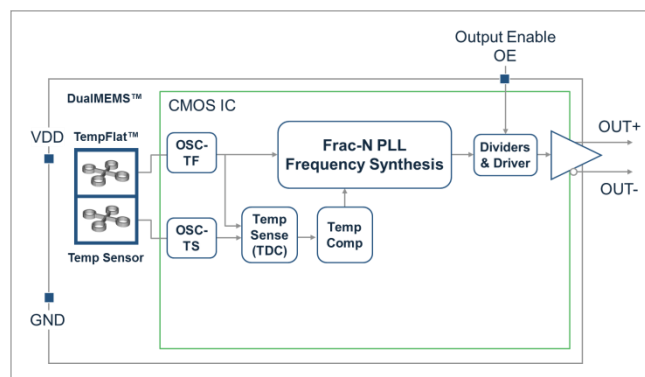 Output Enable
OE
DualMEMS™
CMOS IC
VDD
TempFlat™
OSC-
TF
Frac-N PLL
Frequency Synthesis
Dividers
& Driver
OUT+
OUT-
OSC-
TS
Temp
Sense
(TDC)
Temp
Comp
Temp Sensor
GND